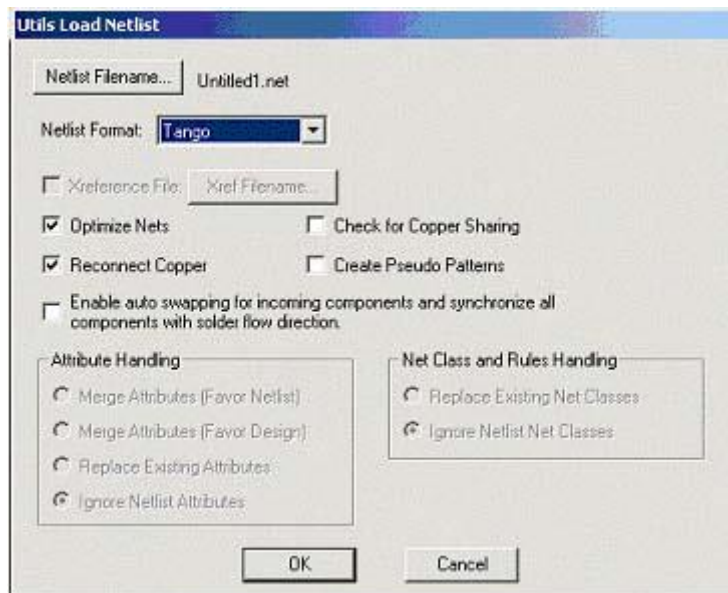 Utils Load Netlist
Netlist Filename... Untitled1.net
Netlist Format: Tango
Xreference File: Xref Filename...
Optimize Nets Check for Copper Sharing
Reconnect Copper Create Pseudo Patterns
Enable auto swapping for incoming components and synchronize all
components with solder flow direction.
Attribute Handling Net Class and Rules Handling
Merge Attributes (Favor Netlist) Replace Existing Net Classes
Merge Attributes (Favor Design) Ignore Netlist Net Classes
Replace Existing Attributes
Ignore Netlist Attributes
OK Cancel